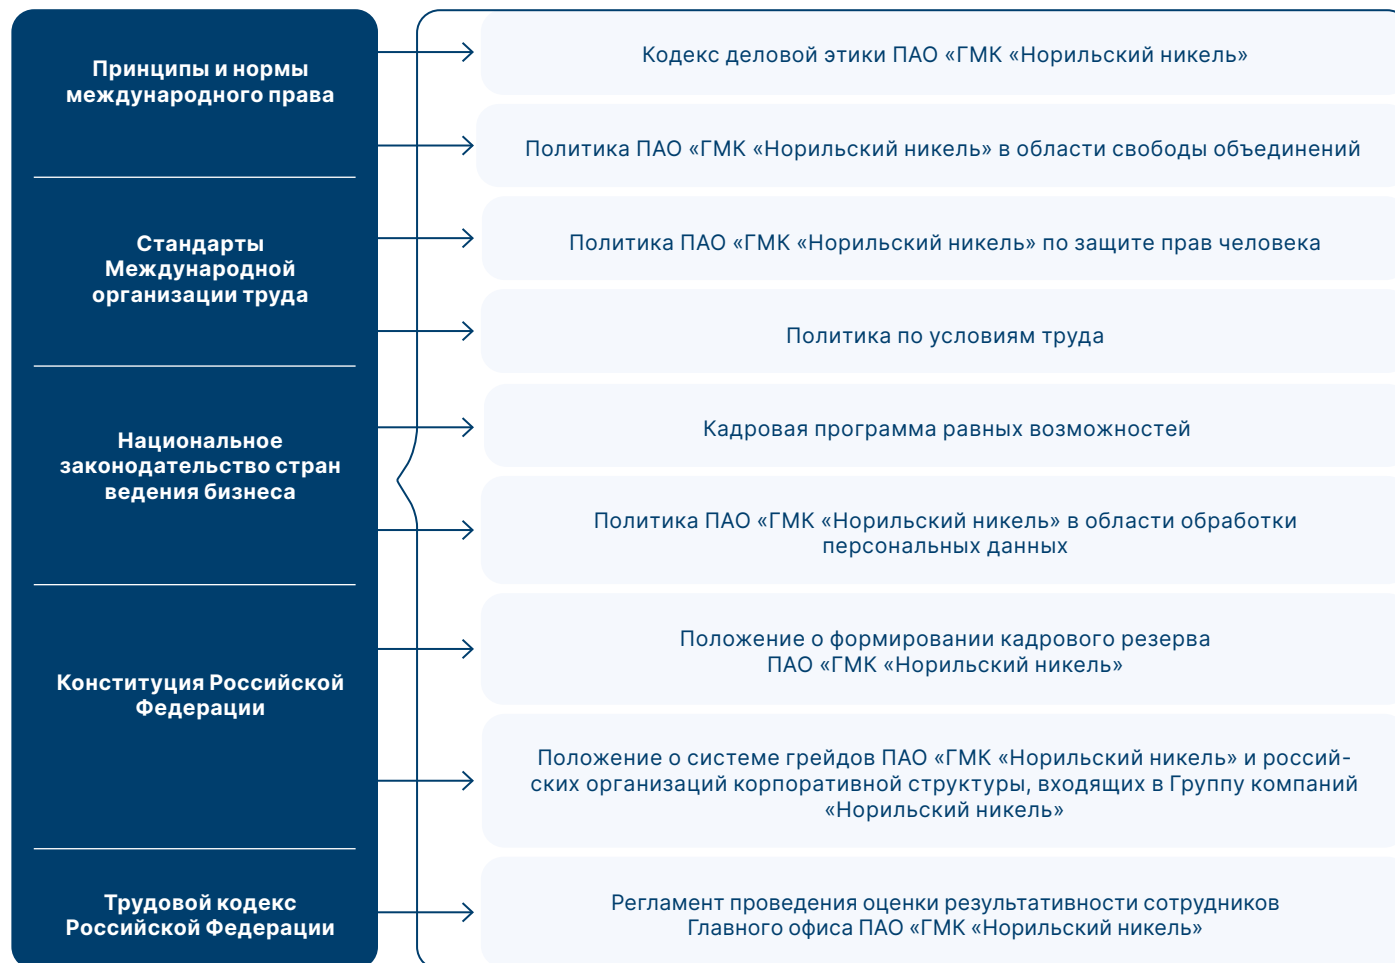 Принципы и нормы
международного права
Стандарты
Международной
организации труда
Национальное
законодательство стран
ведения бизнеса
Конституция Российской
Федерации
Трудовой кодекс
Российской Федерации
Кодекс деловой этики ПАО «ГМК «Норильский никель»
Политика ПАО «ГМК «Норильский никель» в области свободы объединений
Политика ПАО «ГМК «Норильский никель» по защите прав человека
Политика по условиям труда
Кадровая программа равных возможностей
Политика ПАО «ГМК «Норильский никель» в области обработки
персональных данных
Положение о формировании кадрового резерва
ПАО «ГМК «Норильский никель»
Положение о системе грейдов ПАО «ГМК «Норильский никель» и россий-
ских организаций корпоративной структуры, входящих в Группу компаний
«Норильский никель»
Регламент проведения оценки результативности сотрудников
Главного офиса ПАО «ГМК «Норильский никель»